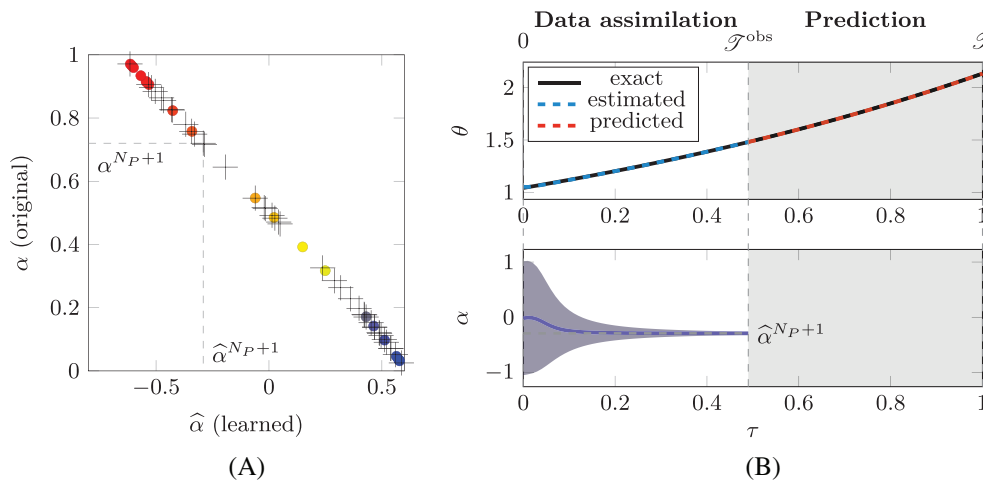 1
0.8
0.6
0.4
0.2
0
−0.5
0
0.5
α (original)
α^{N_P+1}
α̂^{N_P+1}
α̂ (learned)
(A)
Data assimilation
Prediction
0
𝒯^{obs}
2
1.5
1
θ
exact
estimated
predicted
0
0.2
0.4
0.6
0.8
1
1
0
−1
α
α̂^{N_P+1}
0
0.2
0.4
0.6
0.8
1
τ
(B)